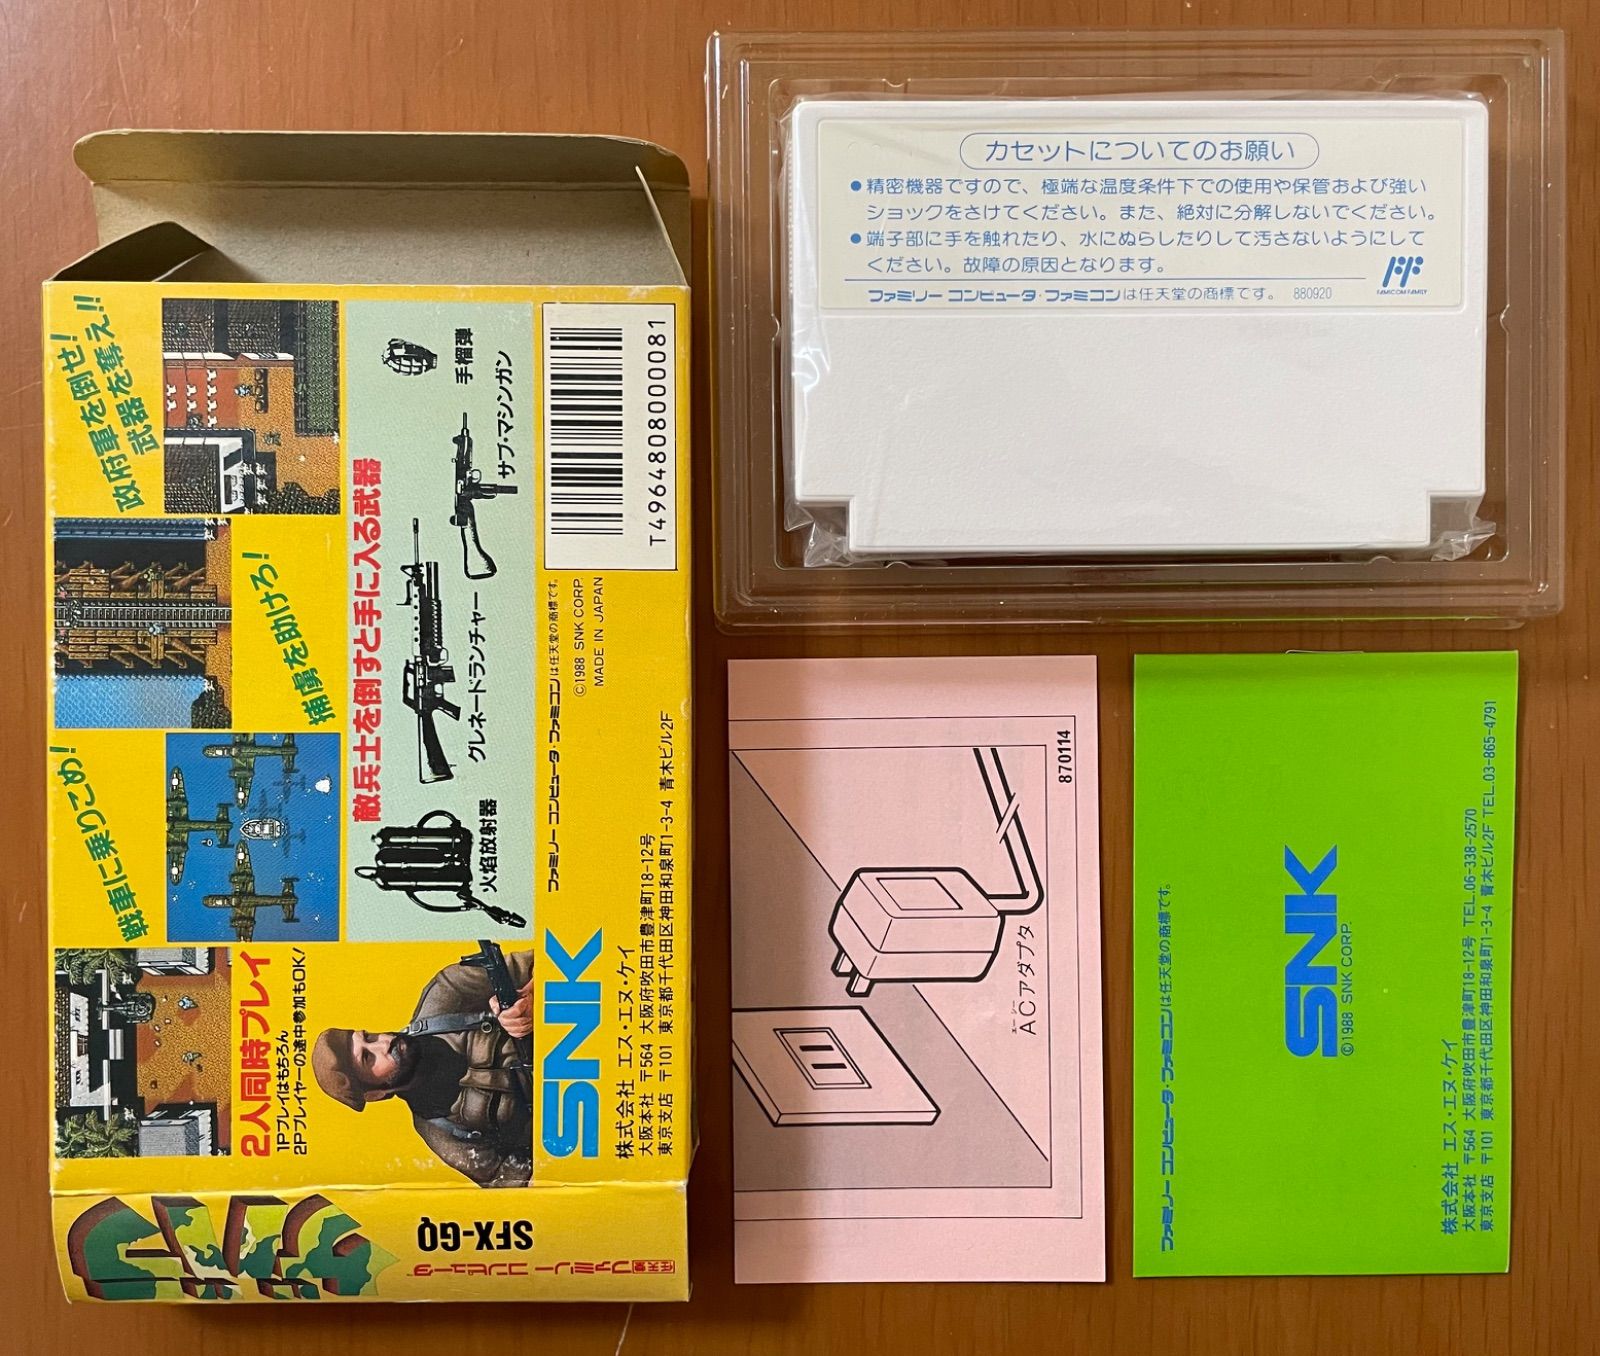 政府軍を倒せ!
武器を奪え!!
捕虜を助けろ!
戦車に乗りこめ!
2人同時プレイ
1Pプレイはもちろん
2Pプレイヤーの途中参加もOK!
敵兵士を倒すと手に入る武器
手榴弾
サブ・マシンガン
グレネードランチャー
火焔放射器
T4964808000081
ファミリー コンピュータ・ファミコンは任天堂の商標です。
©1988 SNK CORP.
MADE IN JAPAN
SNK
株式会社 エス・エヌ・ケイ
大阪本社 〒564 大阪府吹田市豊津町18-12号
東京支店 〒101 東京都千代田区神田和泉町1-3-4 青木ビル2F
SFX-GQ
ファミリー コンピュータ
カセットについてのお願い
●精密機器ですので、極端な温度条件下での使用や保管および強い
ショックをさけてください。また、絶対に分解しないでください。
●端子部に手を触れたり、水にぬらしたりして汚さないようにして
ください。故障の原因となります。
ファミリー コンピュータ・ファミコンは任天堂の商標です。 880920
FAMICOM FAMILY
870114
エー シー
ACアダプタ
ファミリー コンピュータ・ファミコンは任天堂の商標です。
SNK
©1988 SNK CORP.
株式会社 エス・エヌ・ケイ
大阪本社 〒564 大阪府吹田市豊津町18-12号 TEL.06-338-2570
東京支店 〒101 東京都千代田区神田和泉町1-3-4 青木ビル2F TEL.03-865-4791